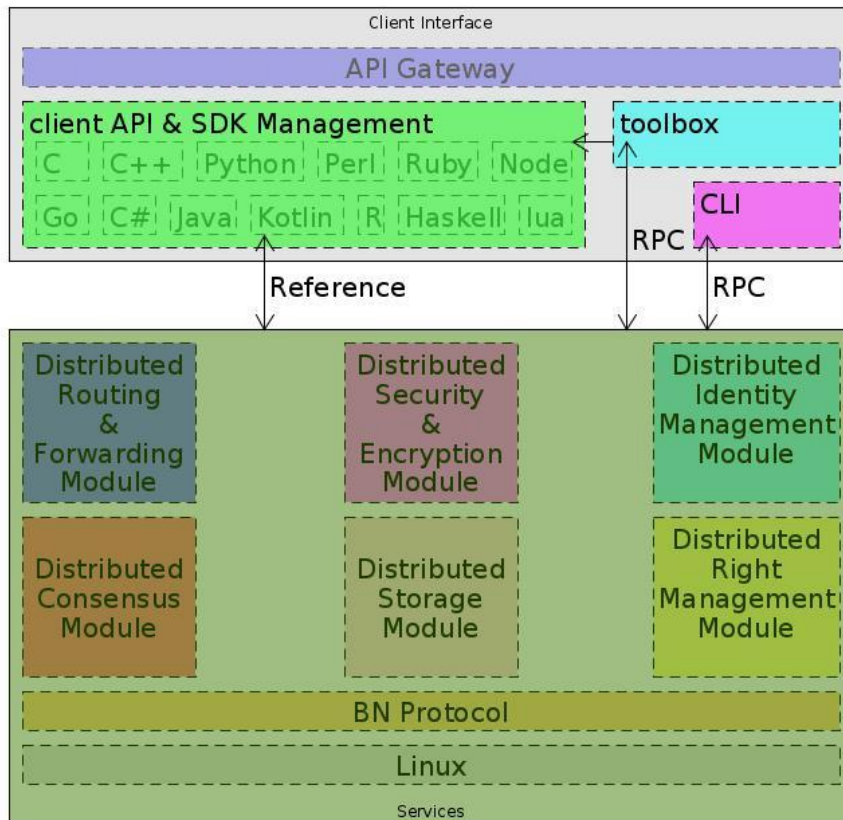 Client Interface
API Gateway
client API & SDK Management
toolbox
C C++ Python Perl Ruby Node
Go C# Java Kotlin R Haskell lua
CLI
RPC
Reference
RPC
Distributed
Routing
&
Forwarding
Module
Distributed
Security
&
Encryption
Module
Distributed
Identity
Management
Module
Distributed
Consensus
Module
Distributed
Storage
Module
Distributed
Right
Management
Module
BN Protocol
Linux
Services